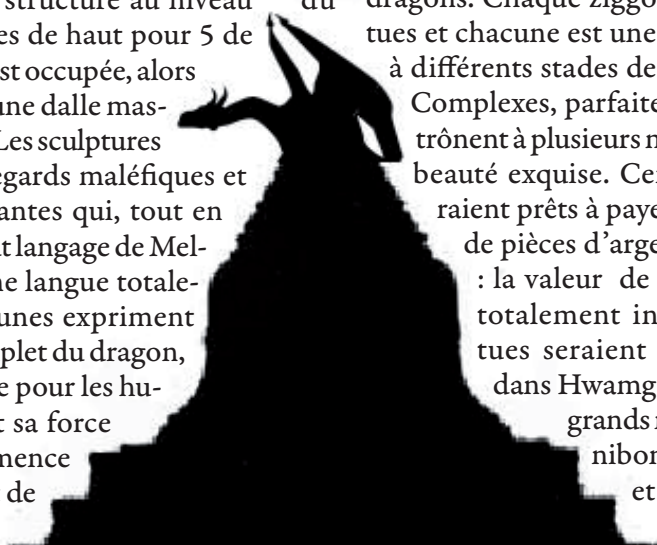 structure au niveau du
es de haut pour 5 de
st occupée, alors
une dalle mas-
Les sculptures
egards maléfiques et
antes qui, tout en
t langage de Mel-
ne langue totale-
unes expriment
plet du dragon,
e pour les hu-
t sa force
mence
de
dragons. Chaque ziggo
tues et chacune est une
à différents stades de
Complexes, parfaite
trônent à plusieurs
beauté exquise. Ce
raient prêts à paye
de pièces d’arge
: la valeur de
totalement in
tues seraient
dans Hwamg
grands
nibon
et